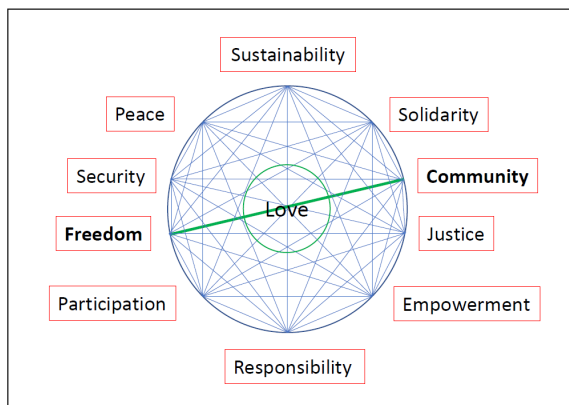 Sustainability
Peace
Solidarity
Security
Community
Love
Freedom
Justice
Participation
Empowerment
Responsibility